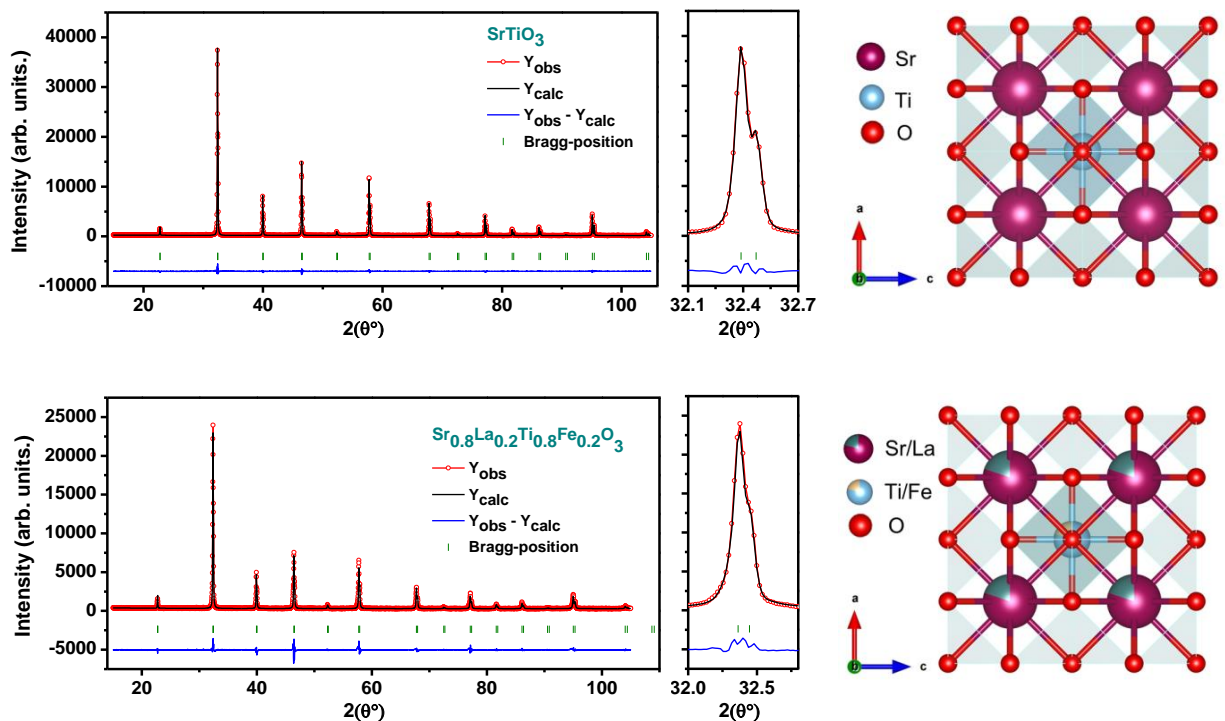 SrTiO3
Yobs
Ycalc
Yobs - Ycalc
Bragg-position
Intensity (arb. units.)
40000
30000
20000
10000
0
-10000
20
40
60
80
100
2(θ°)
32.1
32.4
32.7
2(θ°)
Sr
Ti
O
a
b
c
Sr0.8La0.2Ti0.8Fe0.2O3
Yobs
Ycalc
Yobs - Ycalc
Bragg-position
Intensity (arb. units.)
25000
20000
15000
10000
5000
0
-5000
20
40
60
80
100
2(θ°)
32.0
32.5
2(θ°)
Sr/La
Ti/Fe
O
a
b
c